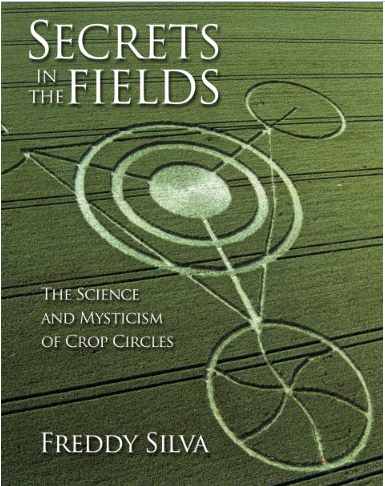 SECRETS
IN
THE FIELDS
THE SCIENCE
AND MYSTICISM
OF CROP CIRCLES
FREDDY SILVA